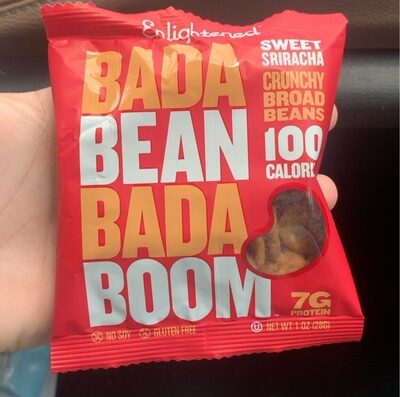 Enlightened
BADA
BEAN
BADA
BOOM
SWEET
SRIRACHA
CRUNCHY
BROAD
BEANS
100
CALORI
7G
PROTEIN
NO SOY GLUTEN FREE
U NET WT 1 OZ (28G)